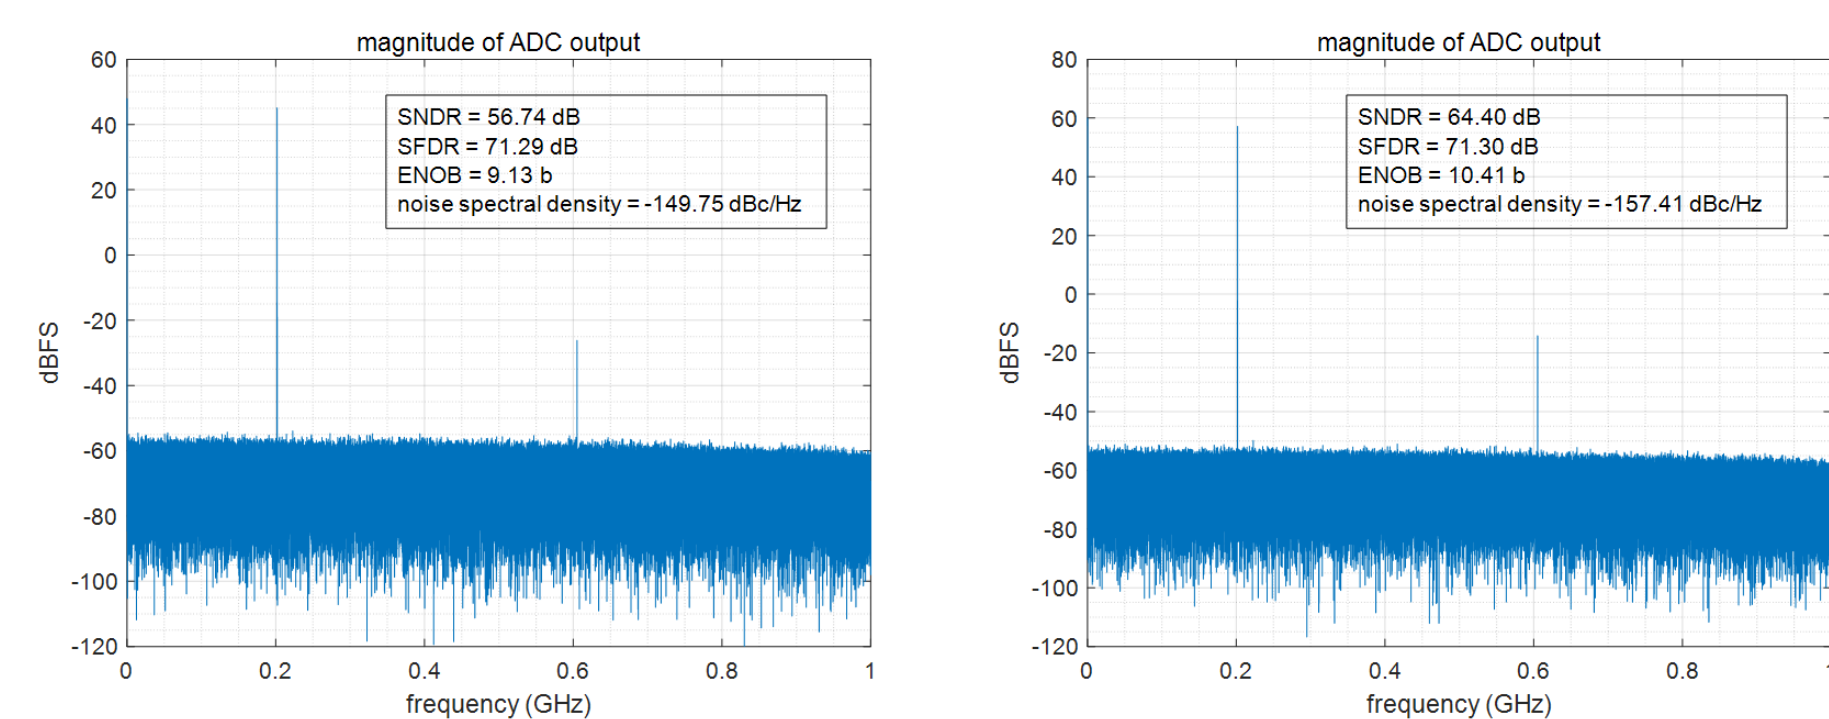 magnitude of ADC output
60
40
20
0
-20
-40
-60
-80
-100
-120
dBFS
SNDR = 56.74 dB
SFDR = 71.29 dB
ENOB = 9.13 b
noise spectral density = -149.75 dBc/Hz
0
0.2
0.4
0.6
0.8
1
frequency (GHz)
magnitude of ADC output
80
60
40
20
0
-20
-40
-60
-80
-100
-120
dBFS
SNDR = 64.40 dB
SFDR = 71.30 dB
ENOB = 10.41 b
noise spectral density = -157.41 dBc/Hz
0
0.2
0.4
0.6
0.8
frequency (GHz)